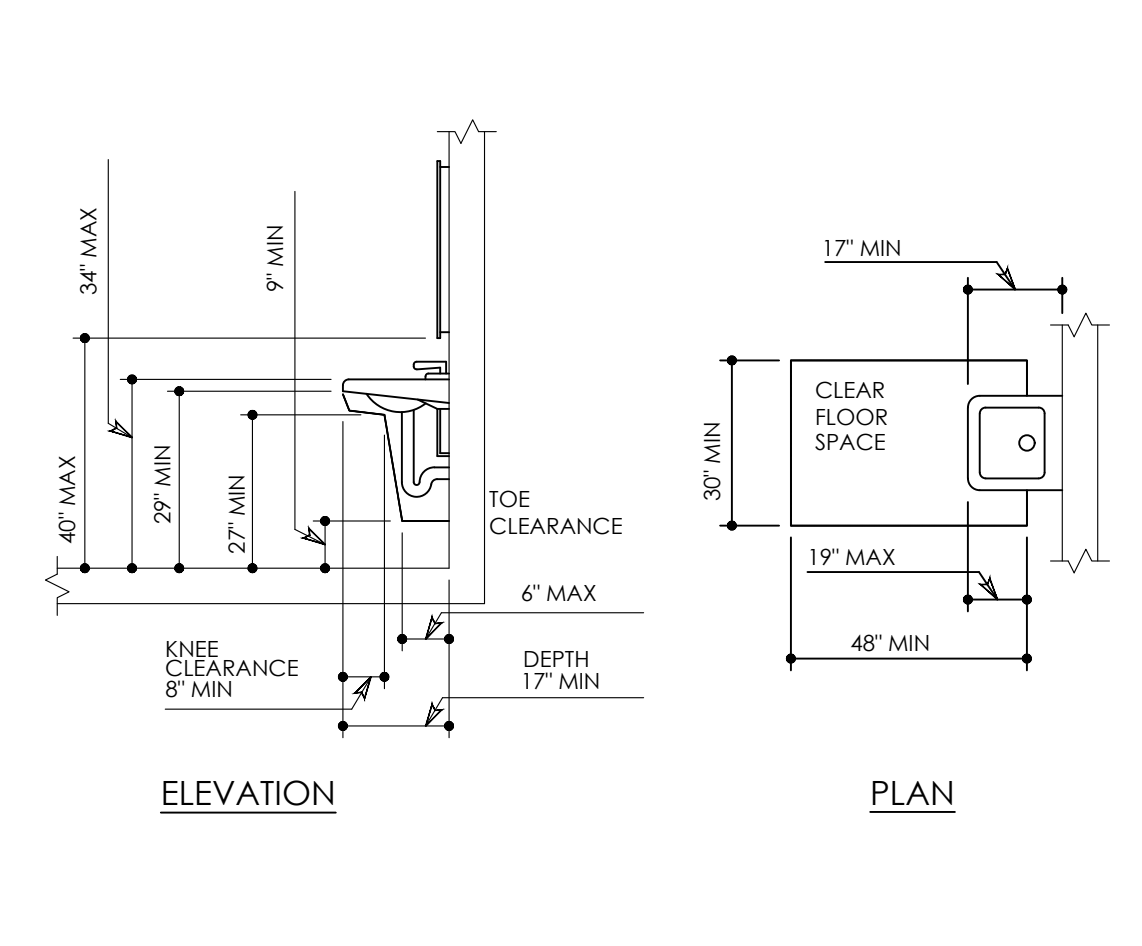 34" MAX
9" MIN
40" MAX
29" MIN
27" MIN
TOE
CLEARANCE
6" MAX
KNEE
CLEARANCE
8" MIN
DEPTH
17" MIN
ELEVATION
17" MIN
CLEAR
FLOOR
SPACE
30" MIN
19" MAX
48" MIN
PLAN